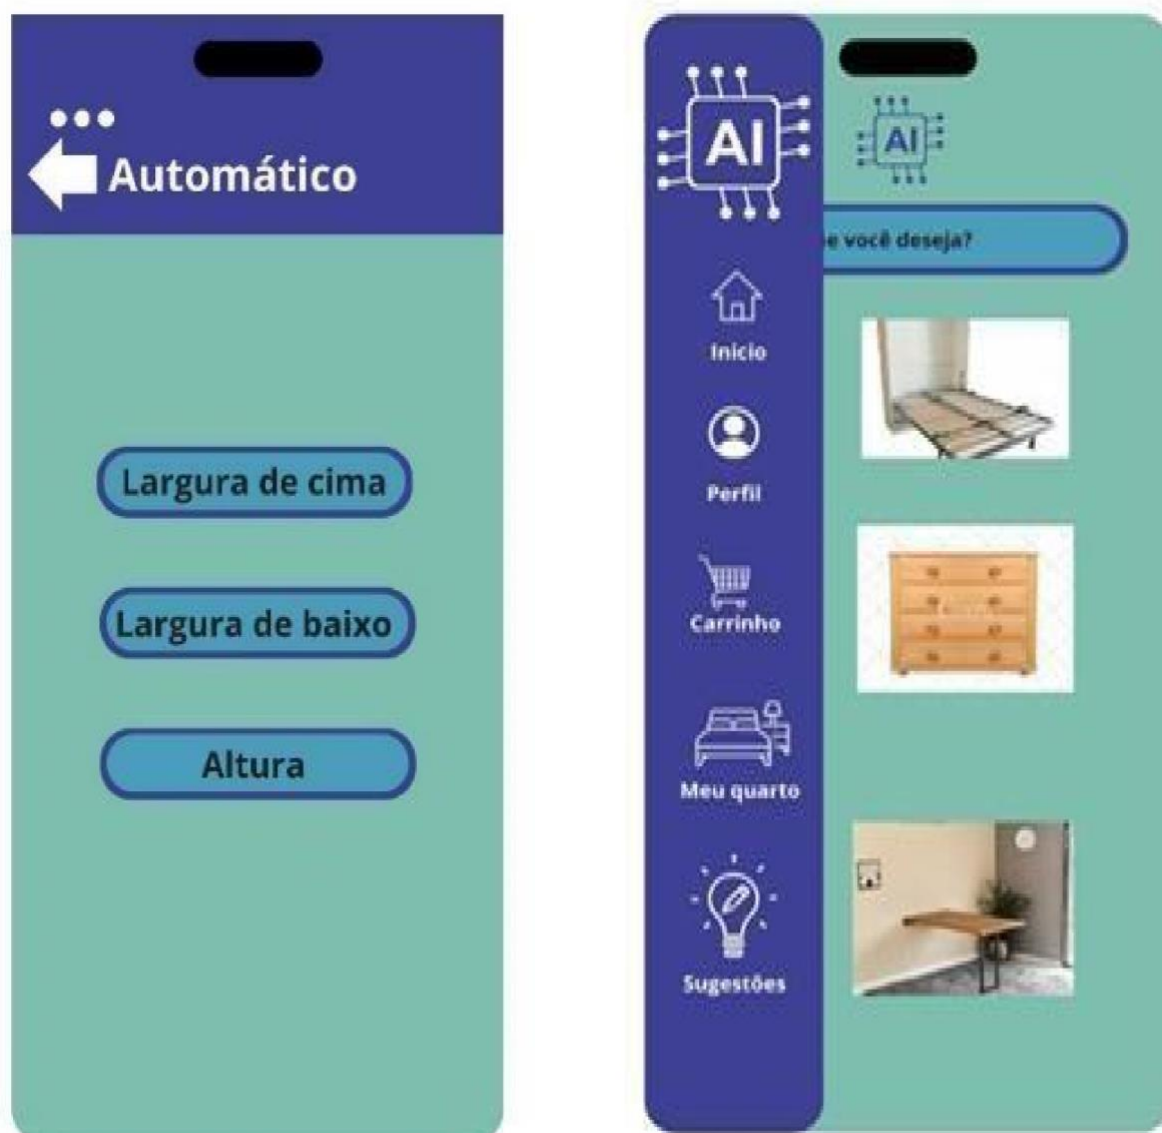 Automático
Largura de cima
Largura de baixo
Altura
AI
Inicio
Perfil
Carrinho
Meu quarto
Sugestões
AI
e você deseja?